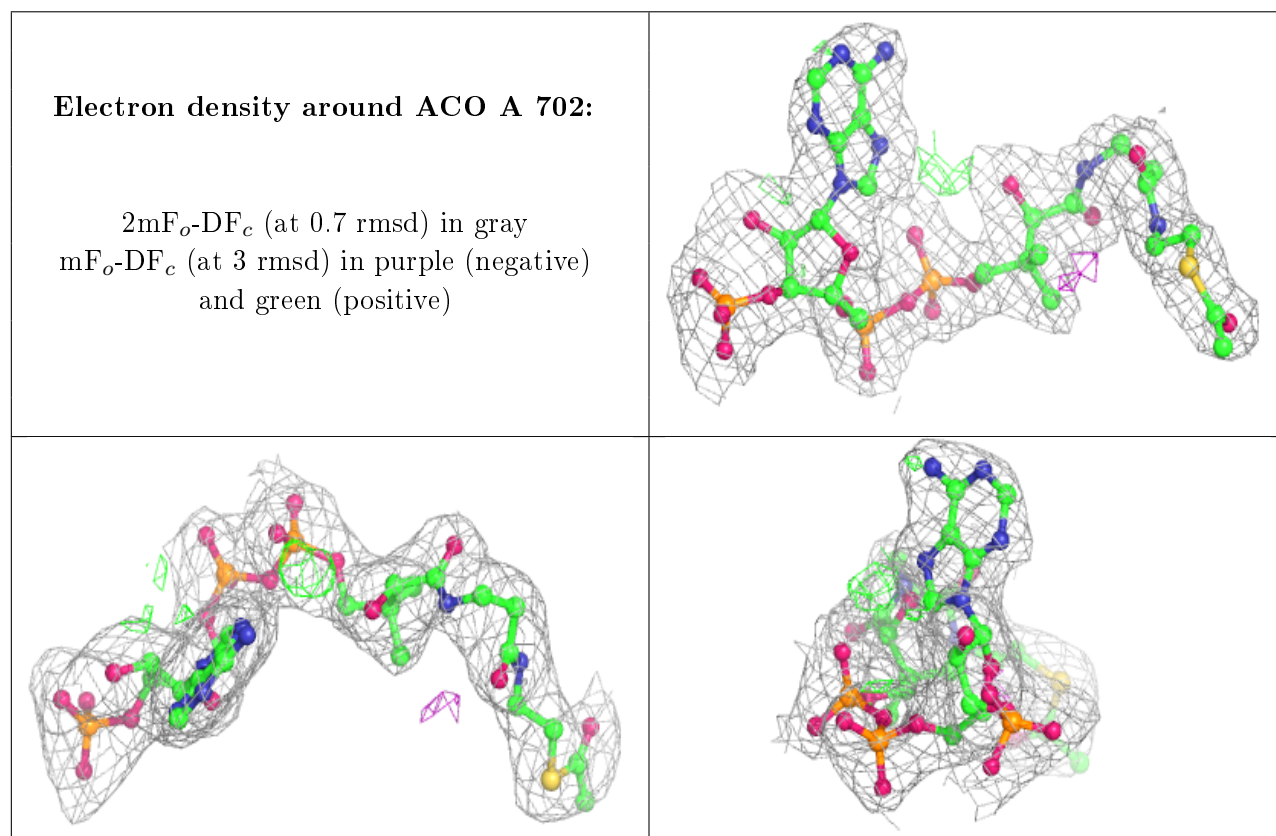 Electron density around ACO A 702:
2mFₒ-DF𝒸 (at 0.7 rmsd) in gray
mFₒ-DF𝒸 (at 3 rmsd) in purple (negative)
and green (positive)